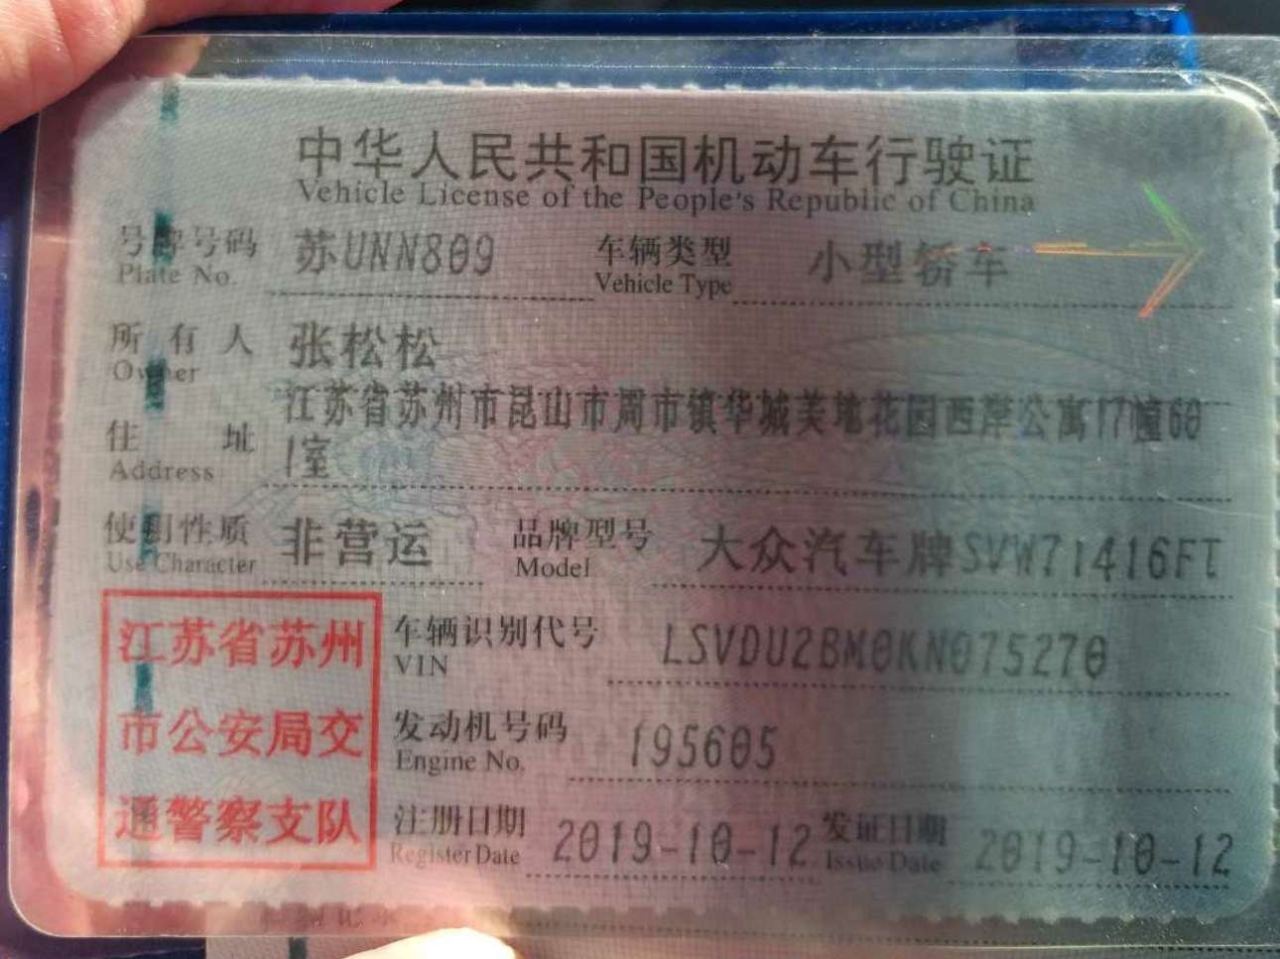 中华人民共和国机动车行驶证
Vehicle License of the People's Republic of China
号牌号码 苏UNN809 车辆类型 小型轿车
Plate No. Vehicle Type
所有人 张松松
Owner
住址 江苏省苏州市昆山市周市镇华城美地花园西岸公寓17幢60
Address 1室
使用性质 非营运 品牌型号 大众汽车牌SVW71416FT
Use Character Model
江苏省苏州
市公安局交
通警察支队
车辆识别代号 LSVDU2BM0KN075270
VIN
发动机号码 195605
Engine No.
注册日期 2019-10-12 发证日期 2019-10-12
Register Date Issue Date